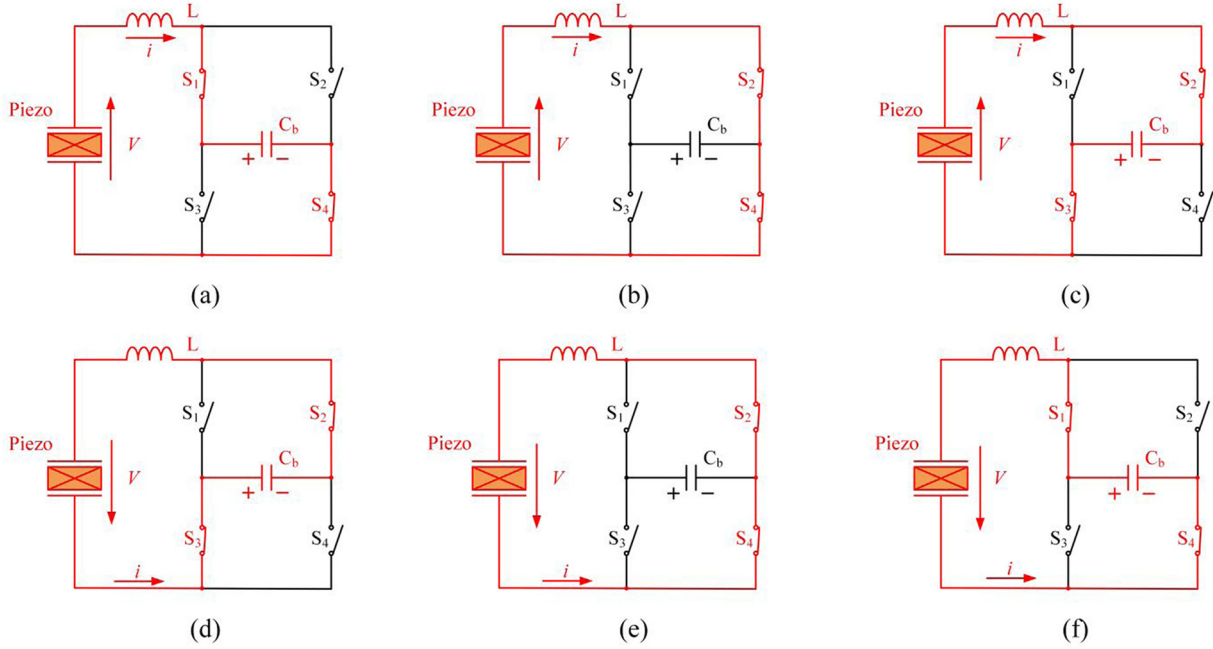 L
i
S1
S2
Piezo
V
Cb
+ −
S3
S4
(a)
L
i
S1
S2
Piezo
V
Cb
+ −
S3
S4
(b)
L
i
S1
S2
Piezo
V
Cb
+ −
S3
S4
(c)
L
S1
S2
Piezo
V
Cb
+ −
S3
S4
i
(d)
L
S1
S2
Piezo
V
Cb
+ −
S3
S4
i
(e)
L
S1
S2
Piezo
V
Cb
+ −
S3
S4
i
(f)